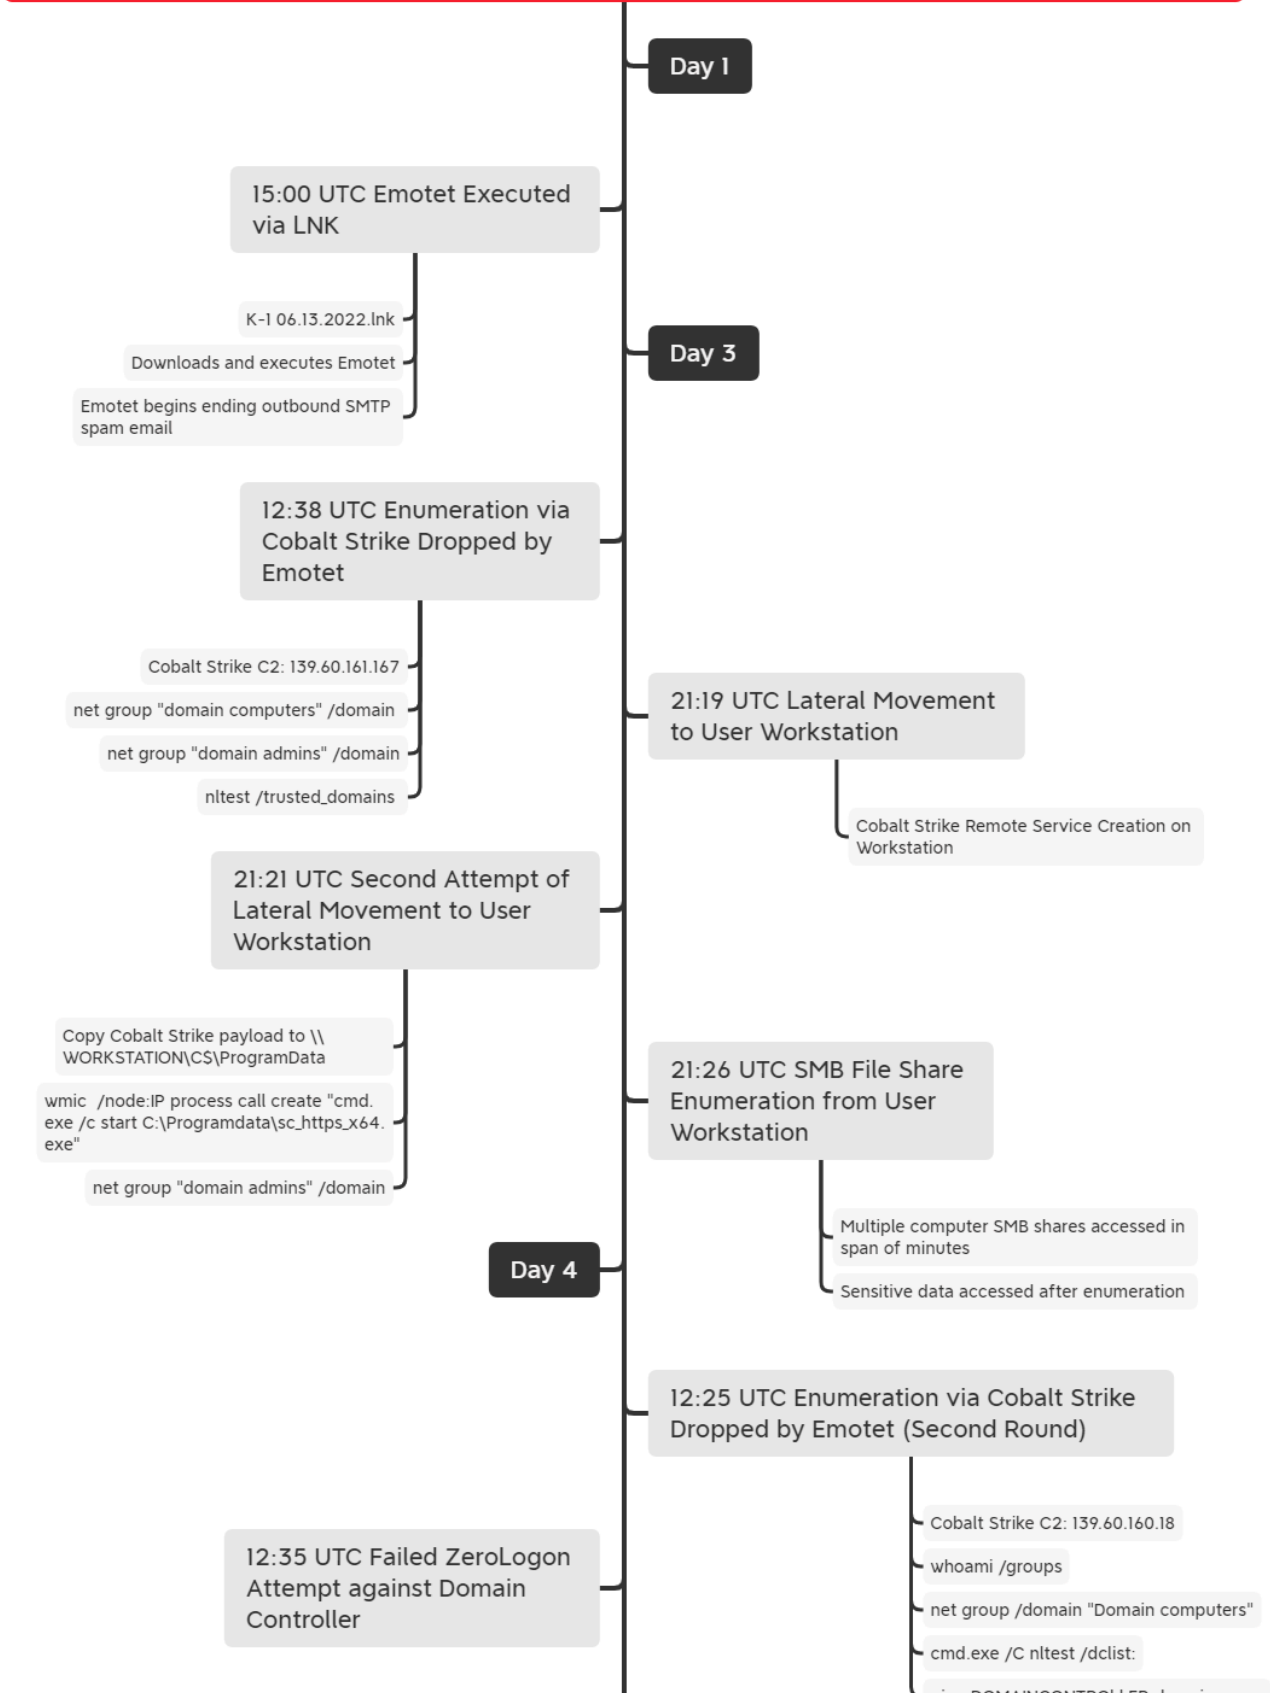 Day 1
15:00 UTC Emotet Executed
via LNK
K-1 06.13.2022.lnk
Downloads and executes Emotet
Emotet begins ending outbound SMTP
spam email
Day 3
12:38 UTC Enumeration via
Cobalt Strike Dropped by
Emotet
Cobalt Strike C2: 139.60.161.167
net group "domain computers" /domain
net group "domain admins" /domain
nltest /trusted_domains
21:19 UTC Lateral Movement
to User Workstation
Cobalt Strike Remote Service Creation on
Workstation
21:21 UTC Second Attempt of
Lateral Movement to User
Workstation
Copy Cobalt Strike payload to \\
WORKSTATION\C$\ProgramData
wmic  /node:IP process call create "cmd.
exe /c start C:\Programdata\sc_https_x64.
exe"
net group "domain admins" /domain
21:26 UTC SMB File Share
Enumeration from User
Workstation
Multiple computer SMB shares accessed in
span of minutes
Sensitive data accessed after enumeration
Day 4
12:25 UTC Enumeration via Cobalt Strike
Dropped by Emotet (Second Round)
Cobalt Strike C2: 139.60.160.18
whoami /groups
net group /domain "Domain computers"
cmd.exe /C nltest /dclist:
12:35 UTC Failed ZeroLogon
Attempt against Domain
Controller